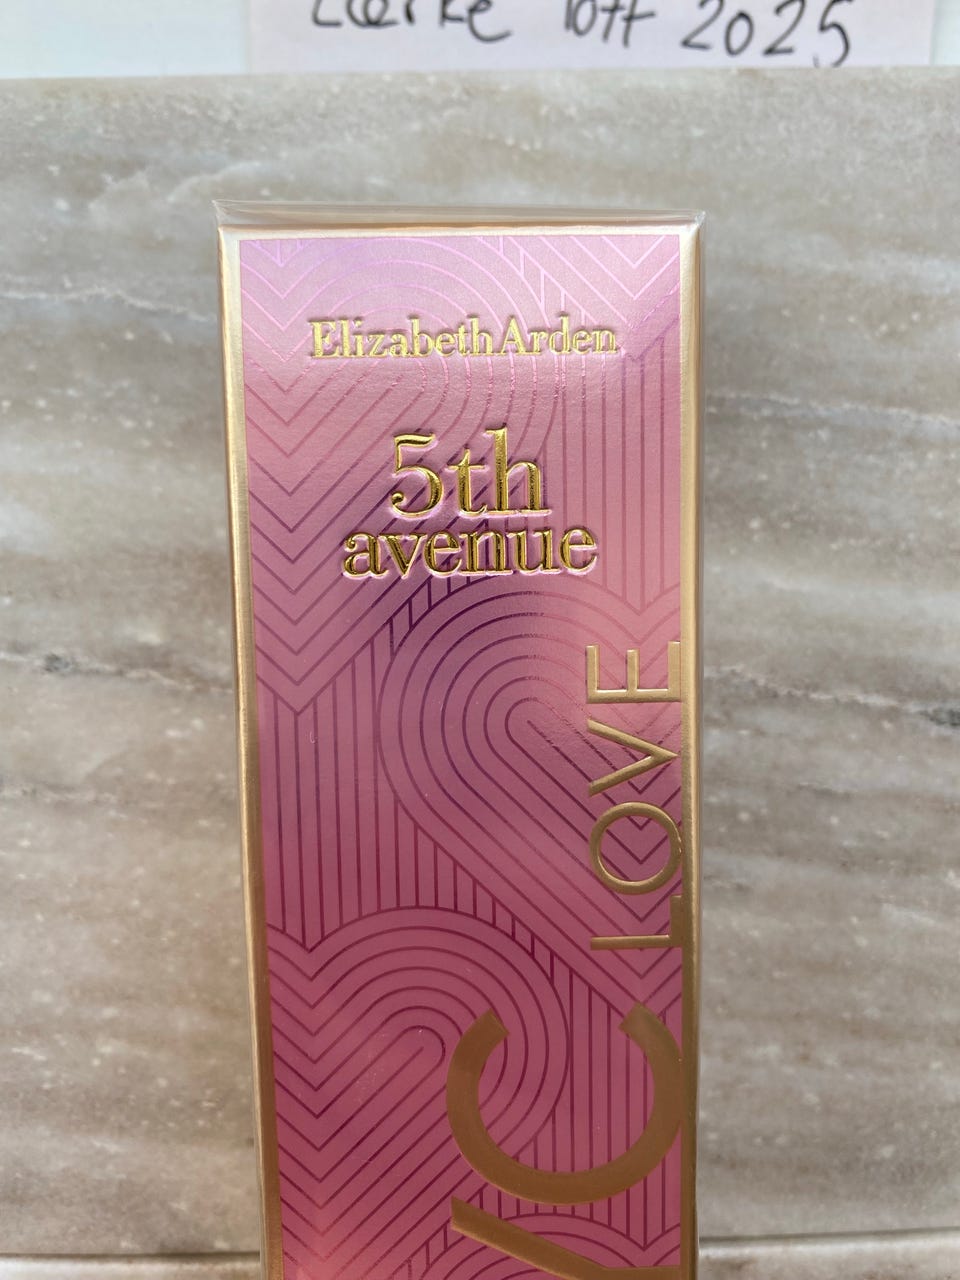 2025
Elizabeth Arden
5th
avenue
LOVE
YC